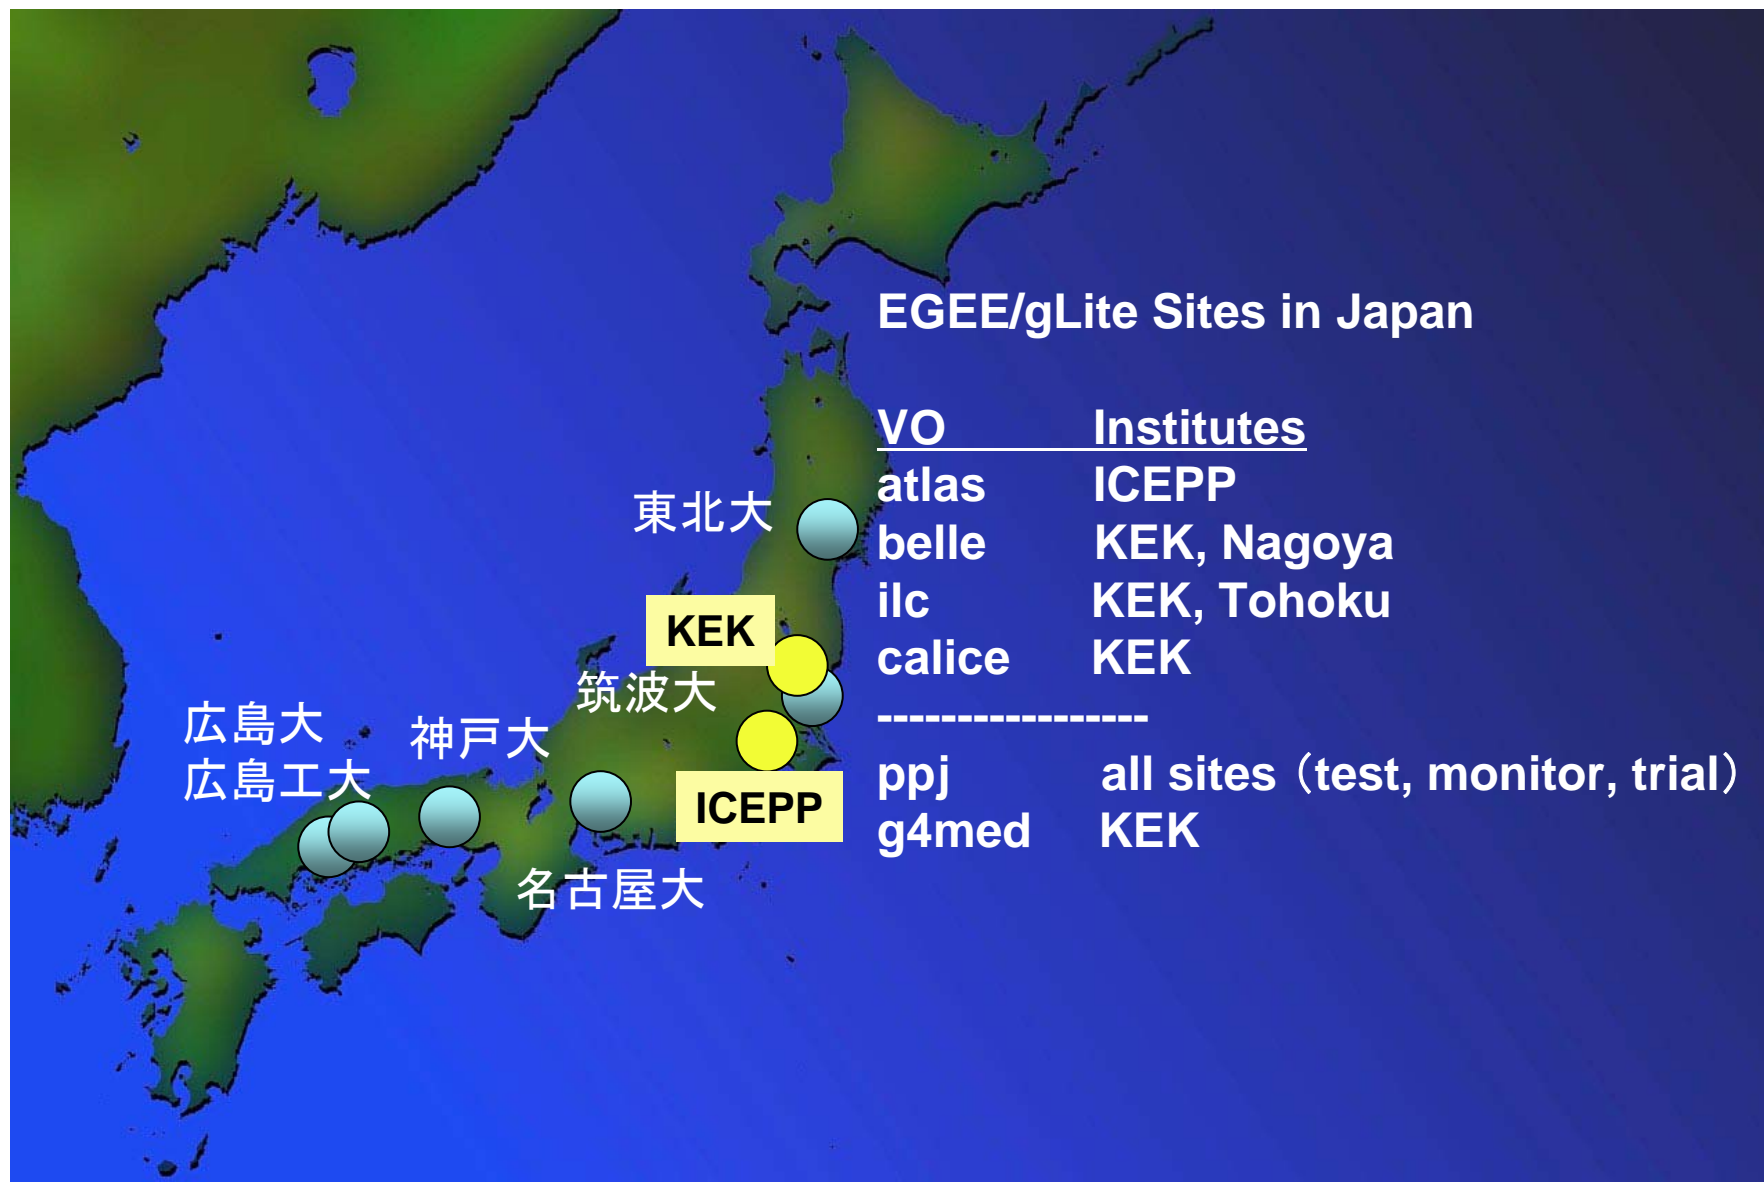 EGEE/gLite Sites in Japan
VO Institutes
atlas ICEPP
東北大
belle KEK, Nagoya
ilc KEK, Tohoku
KEK
calice KEK
筑波大
広島大
神戸大
-----------------
広島工大
ppj all sites（test, monitor, trial）
ICEPP
g4med KEK
名古屋大